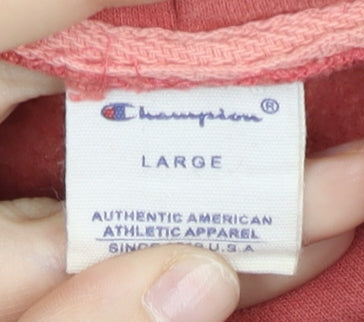 Champion®
LARGE
AUTHENTIC AMERICAN
ATHLETIC APPAREL
SINCE U.S.A.